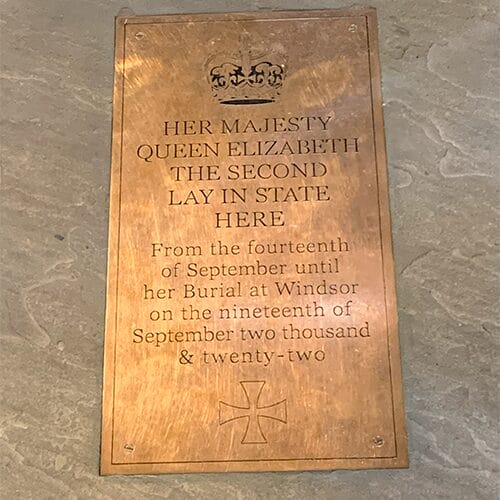 HER MAJESTY
QUEEN ELIZABETH
THE SECOND
LAY IN STATE
HERE
From the fourteenth
of September until
her Burial at Windsor
on the nineteenth of
September two thousand
& twenty-two